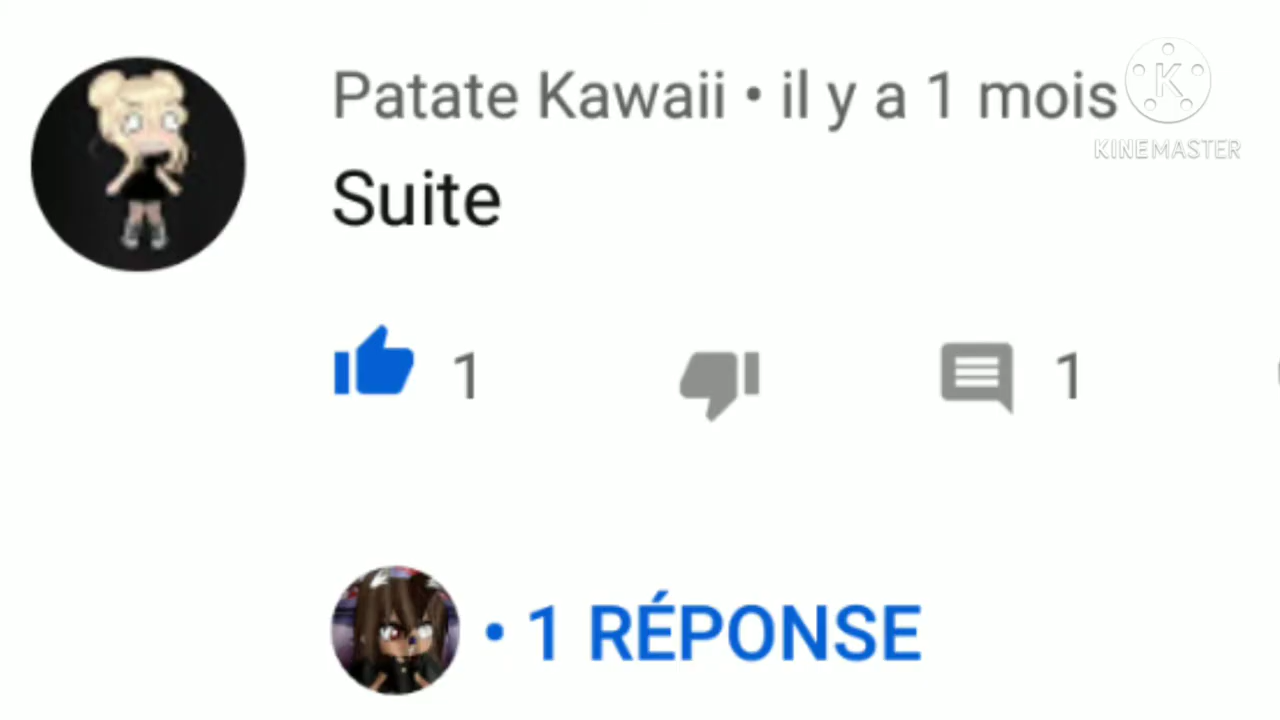 Patate Kawaii • il y a 1 mois
K
KINEMASTER
Suite
1
1
• 1 RÉPONSE